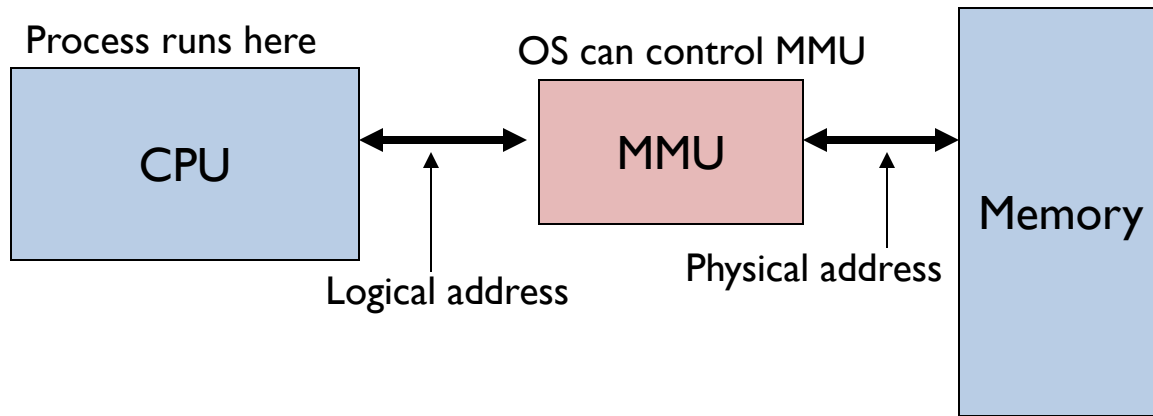 Process runs here
OS can control MMU
CPU
MMU
Memory
Logical address
Physical address